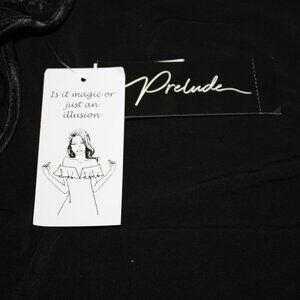 Is it magic or
just an
illusion
Prelude